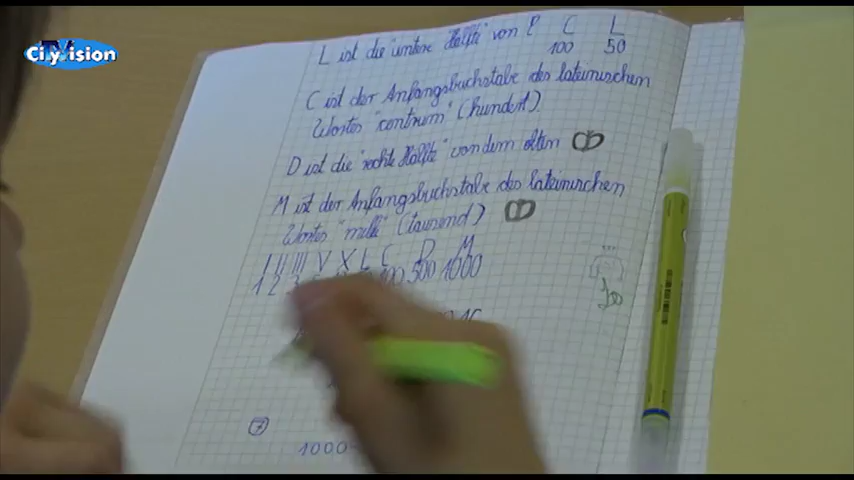 TV Cityvision
L ist die "untere Hälfte" von C L
100 50
C ist der Anfangsbuchstabe des lateinischen
Wortes "centrum" (hundert).
D ist die "rechte Hälfte" von dem alten
M ist der Anfangsbuchstabe des lateinischen
Wortes "mille" (tausend)
I II III V X L C D M
1 2 3 100 500 1000
7
1000